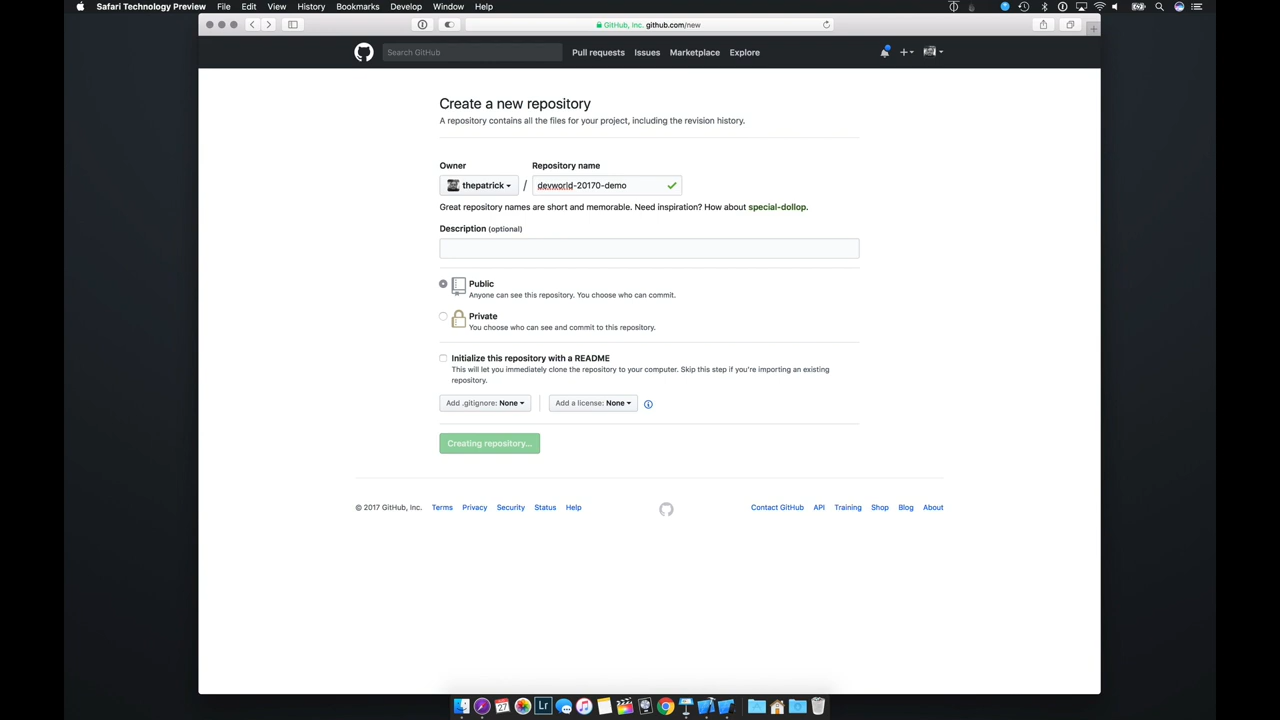 Safari Technology Preview File Edit View History Bookmarks Develop Window Help
GitHub, Inc. github.com/new
Search GitHub Pull requests Issues Marketplace Explore
Create a new repository
A repository contains all the files for your project, including the revision history.
Owner Repository name
thepatrick / devworld-20170-demo
Great repository names are short and memorable. Need inspiration? How about special-dollop.
Description (optional)
Public
Anyone can see this repository. You choose who can commit.
Private
You choose who can see and commit to this repository.
Initialize this repository with a README
This will let you immediately clone the repository to your computer. Skip this step if you're importing an existing
repository.
Add .gitignore: None Add a license: None
Creating repository...
© 2017 GitHub, Inc. Terms Privacy Security Status Help Contact GitHub API Training Shop Blog About
27 Lr